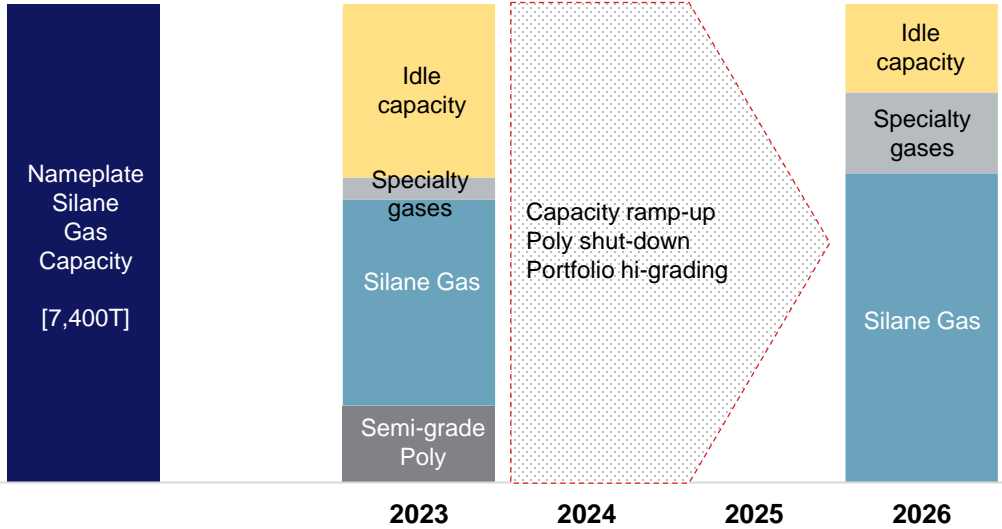 Nameplate
Silane
Gas
Capacity
[7,400T]
Idle
capacity
Specialty
gases
Silane Gas
Semi-grade
Poly
Capacity ramp-up
Poly shut-down
Portfolio hi-grading
Idle
capacity
Specialty
gases
Silane Gas
2023
2024
2025
2026